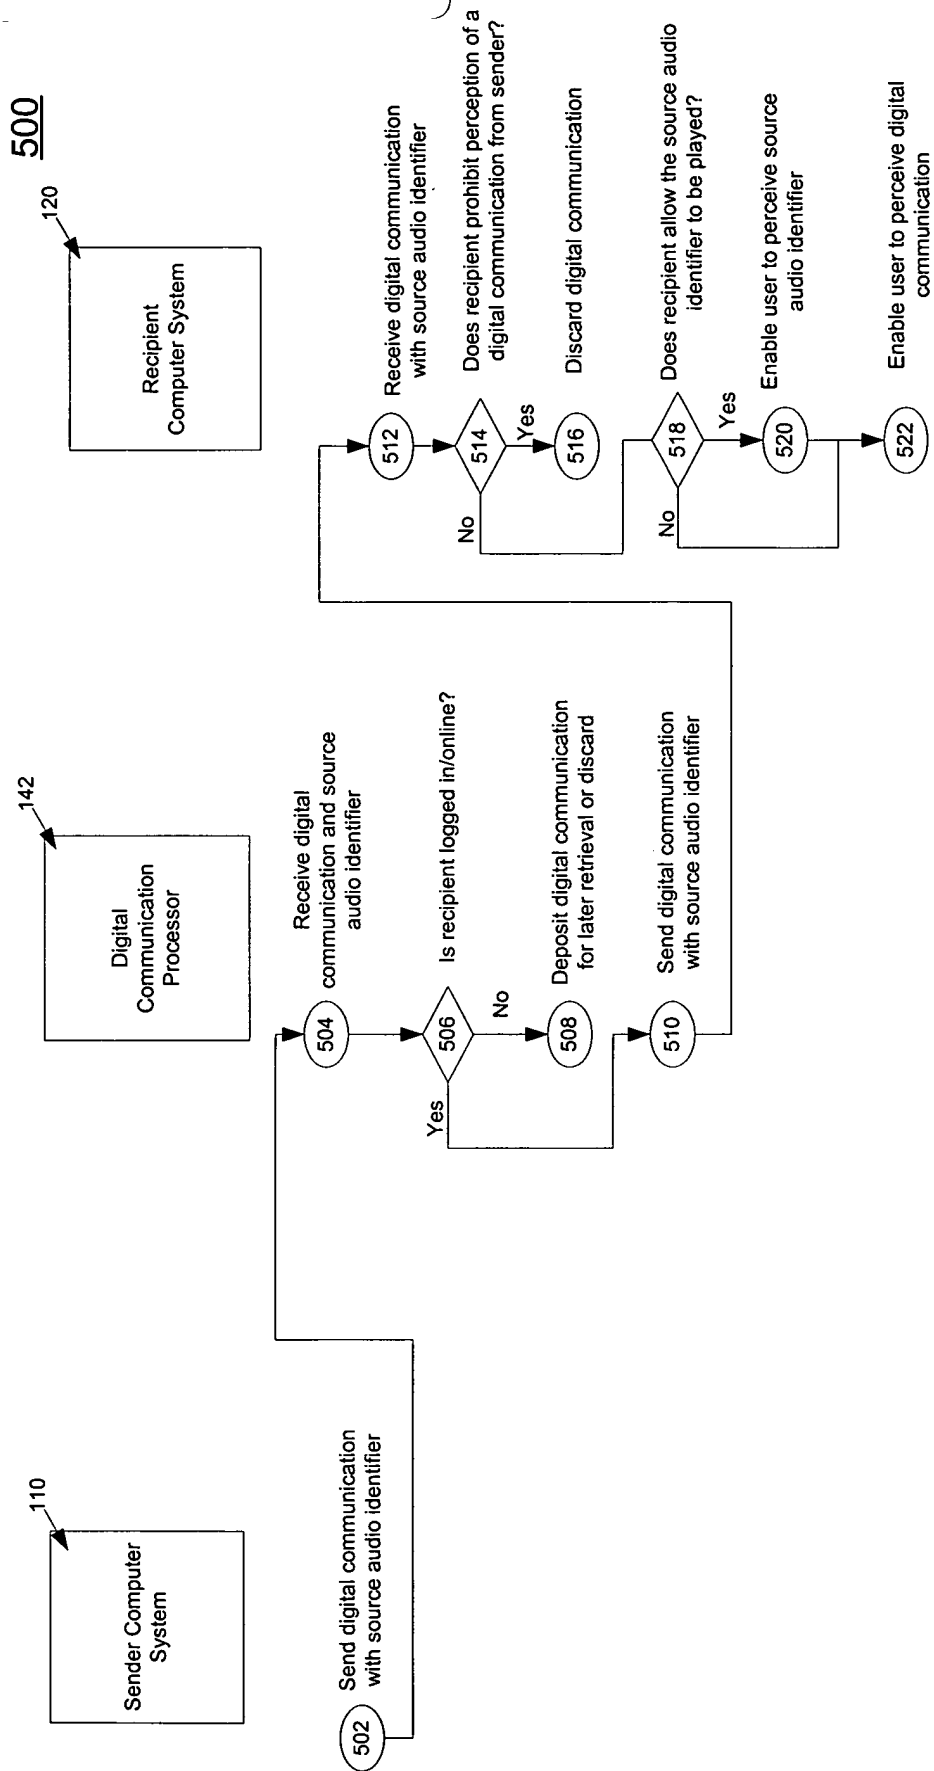 500
110
Sender Computer
System
142
Digital
Communication
Processor
120
Recipient
Computer System
502
Send digital communication
with source audio identifier
504
Receive digital
communication and source
audio identifier
506
Is recipient logged in/online?
Yes
No
508
Deposit digital communication
for later retrieval or discard
510
Send digital communication
with source audio identifier
512
Receive digital communication
with source audio identifier
514
Does recipient prohibit perception of a
digital communication from sender?
No
Yes
516
Discard digital communication
518
Does recipient allow the source audio
identifier to be played?
No
Yes
520
Enable user to perceive source
audio identifier
522
Enable user to perceive digital
communication